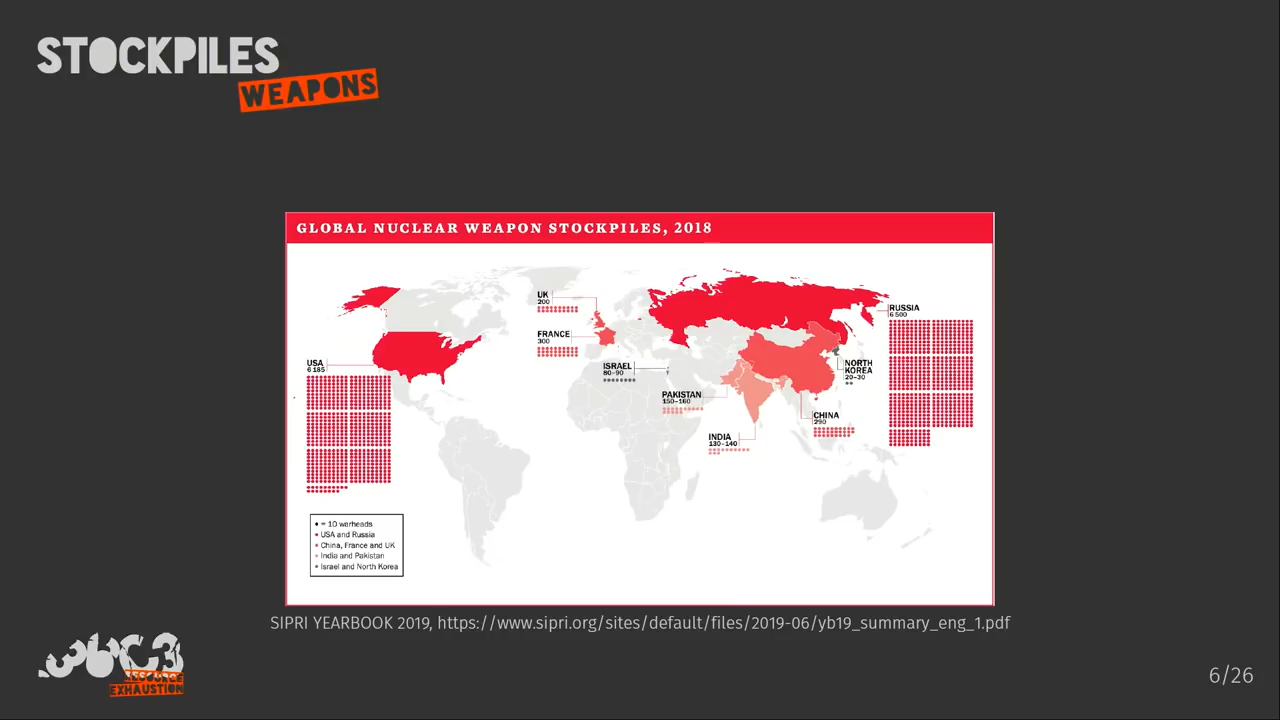 STOCKPILES
WEAPONS
GLOBAL NUCLEAR WEAPON STOCKPILES, 2018
UK
200
FRANCE
300
ISRAEL
80–90
PAKISTAN
150–160
INDIA
130–140
USA
6 185
RUSSIA
6 500
NORTH
KOREA
20–30
CHINA
290
• = 10 warheads
• USA and Russia
• China, France and UK
• India and Pakistan
• Israel and North Korea
SIPRI YEARBOOK 2019, https://www.sipri.org/sites/default/files/2019-06/yb19_summary_eng_1.pdf
36C3
RESOURCE
EXHAUSTION
6/26